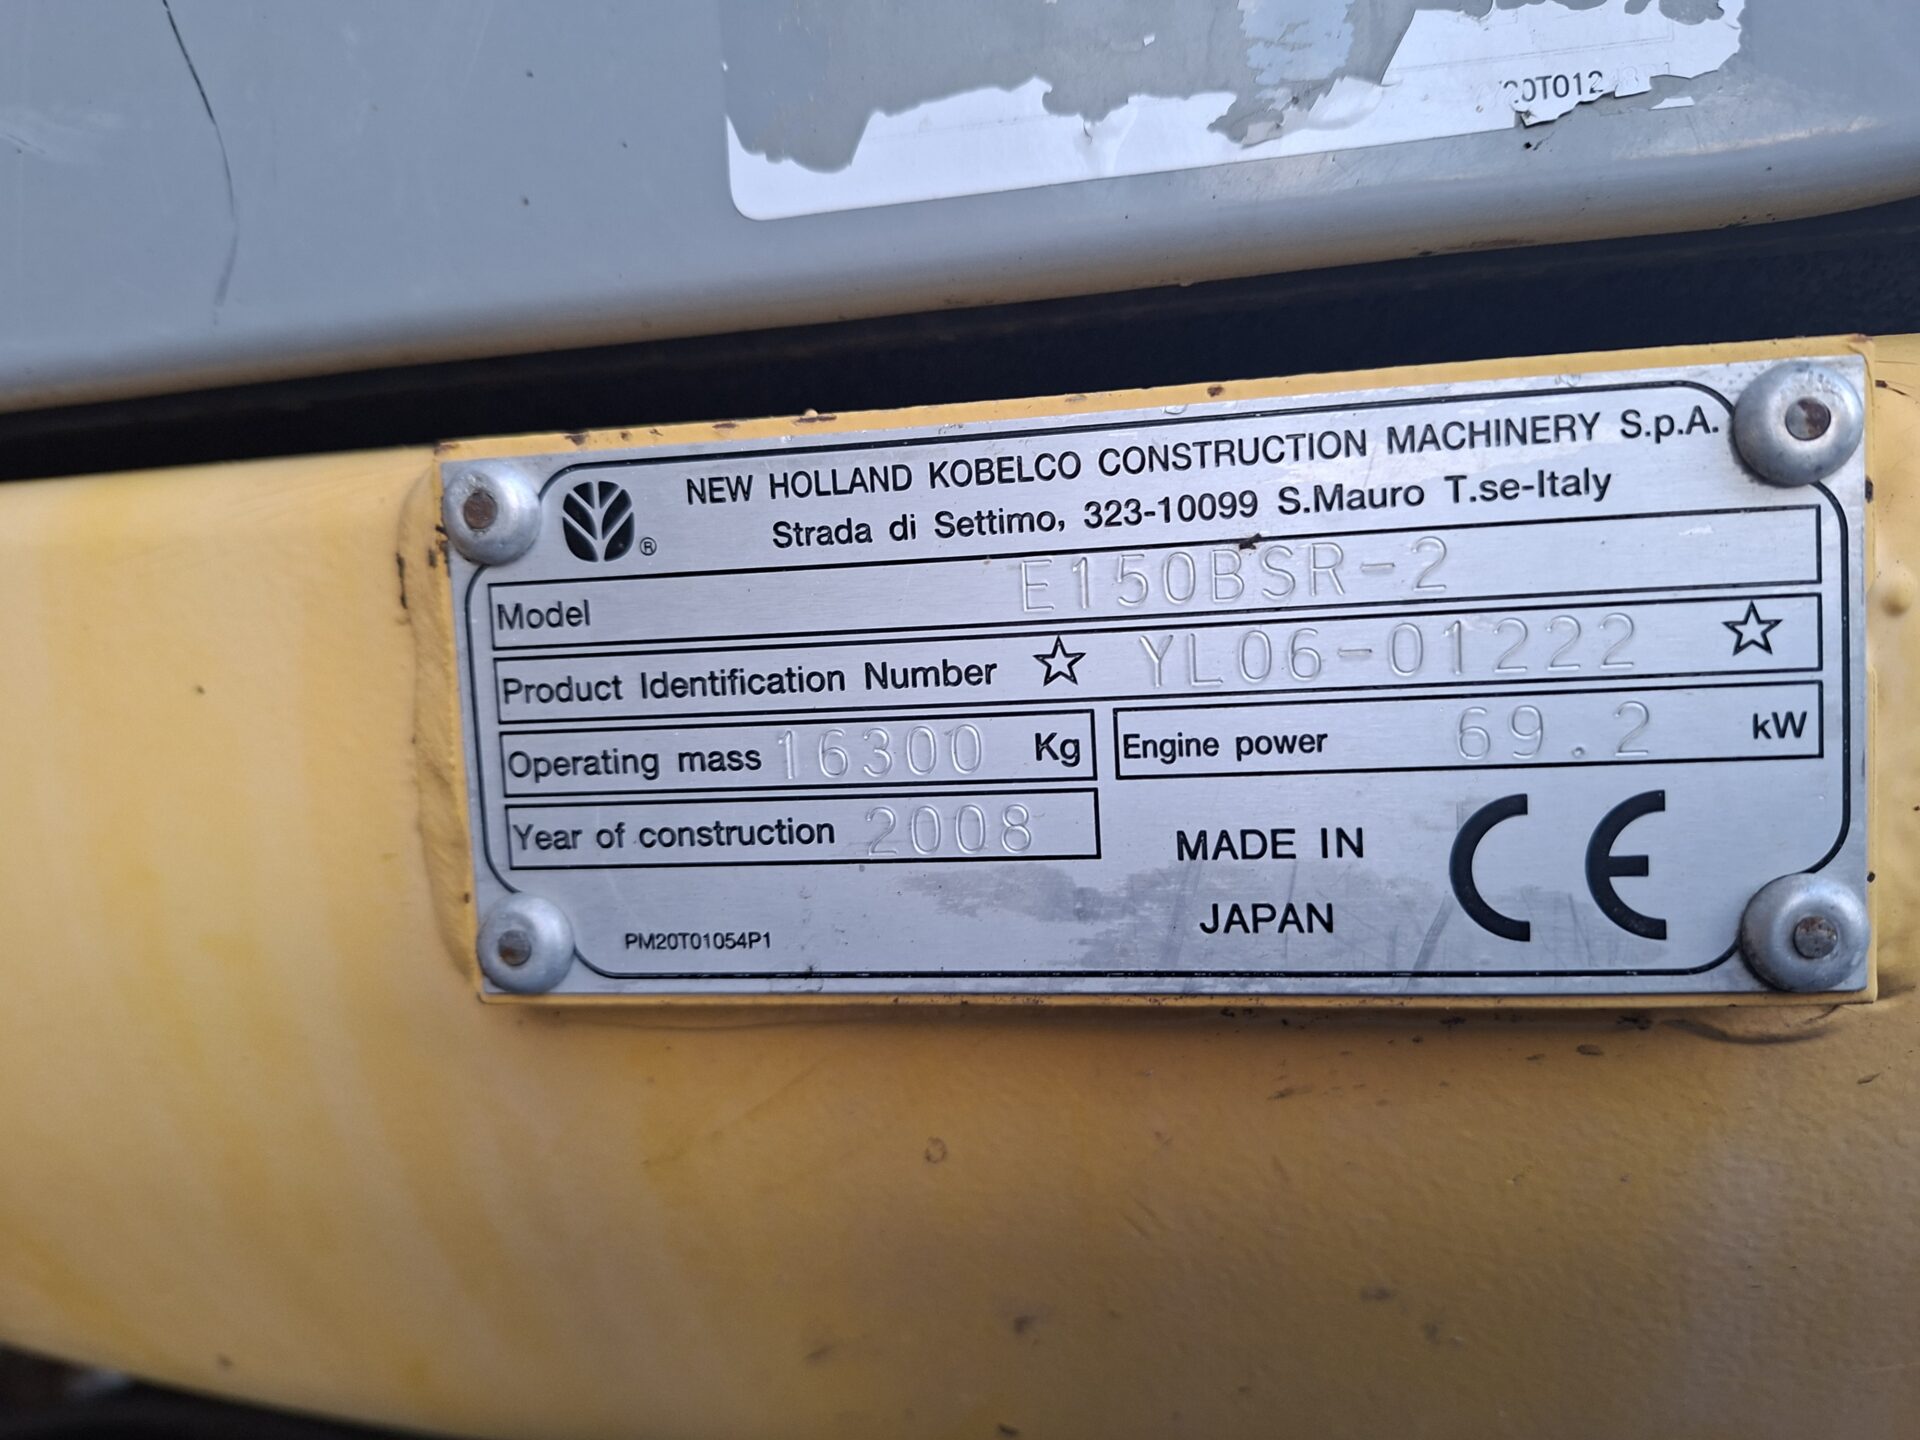 20T012
NEW HOLLAND KOBELCO CONSTRUCTION MACHINERY S.p.A.
Strada di Settimo, 323-10099 S.Mauro T.se-Italy
®
Model E150BSR-2
Product Identification Number ☆ YL06-01222 ☆
Operating mass 16300 Kg Engine power 69.2 kW
Year of construction 2008
MADE IN
JAPAN
CE
PM20T01054P1